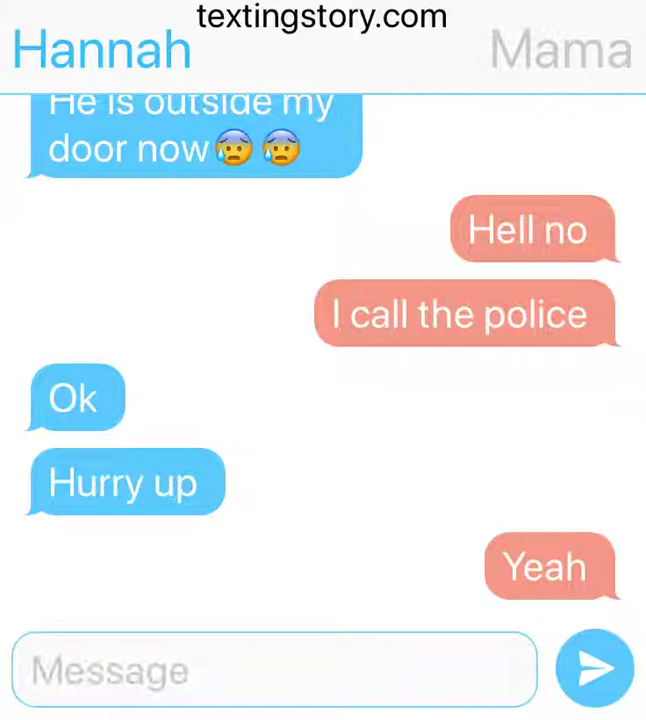 textingstory.com
Hannah
Mama
He is outside my
door now😰😰
Hell no
I call the police
Ok
Hurry up
Yeah
Message